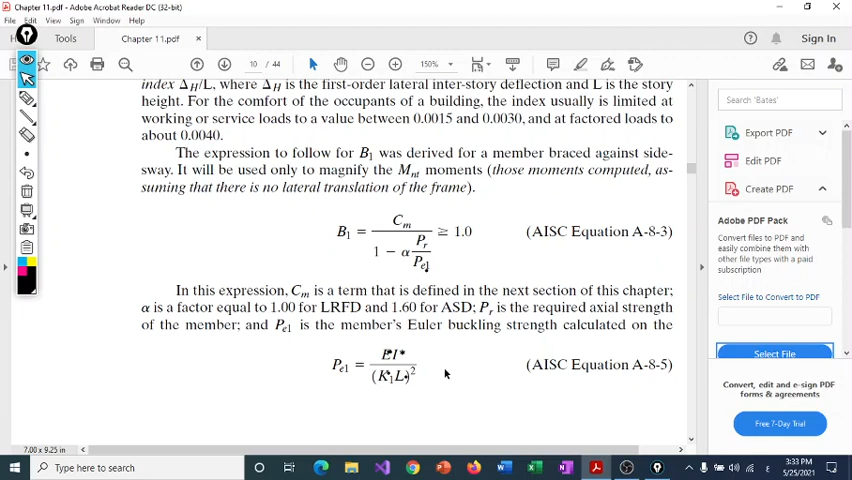 Chapter 11.pdf - Adobe Acrobat Reader DC (32-bit)
File Edit View Sign Window Help
Tools
Chapter 11.pdf
Sign In
10 / 44
150%
index Δ_H/L, where Δ_H is the first-order lateral inter-story deflection and L is the story
height. For the comfort of the occupants of a building, the index usually is limited at
working or service loads to a value between 0.0015 and 0.0030, and at factored loads to
about 0.0040.
The expression to follow for B₁ was derived for a member braced against side-
sway. It will be used only to magnify the M_nt moments (those moments computed, as-
suming that there is no lateral translation of the frame).
B₁ = C_m / (1 − α P_r/P_e1) ≥ 1.0 (AISC Equation A-8-3)
In this expression, C_m is a term that is defined in the next section of this chapter;
α is a factor equal to 1.00 for LRFD and 1.60 for ASD; P_r is the required axial strength
of the member; and P_e1 is the member's Euler buckling strength calculated on the
P_e1 = EI* / (K₁L)² (AISC Equation A-8-5)
7.00 x 9.25 in
Search 'Bates'
Export PDF
Edit PDF
Create PDF
Adobe PDF Pack
Convert files to PDF and
easily combine them
with other file types with a
paid subscription
Select File to Convert to PDF
Select File
Convert, edit and e-sign PDF
forms & agreements
Free 7-Day Trial
Type here to search
3:33 PM
5/25/2021